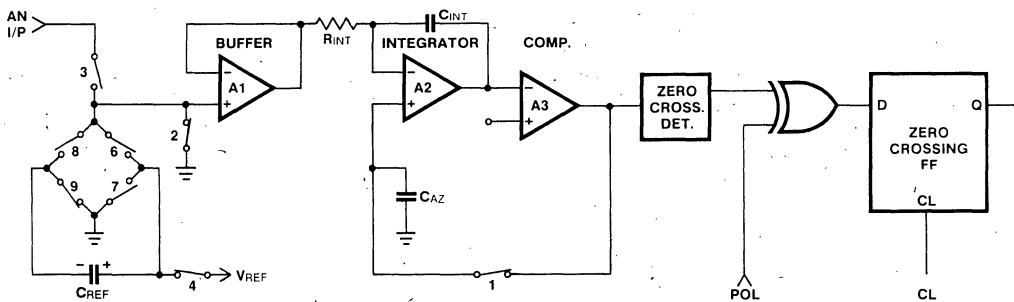 AN
I/P
3
8
6
9
7
− +
CREF
4
VREF
2
BUFFER
−
A1
+
RINT
CINT
INTEGRATOR
−
A2
+
CAZ
1
COMP.
−
A3
+
ZERO
CROSS.
DET.
POL
D
Q
ZERO
CROSSING
FF
CL
CL